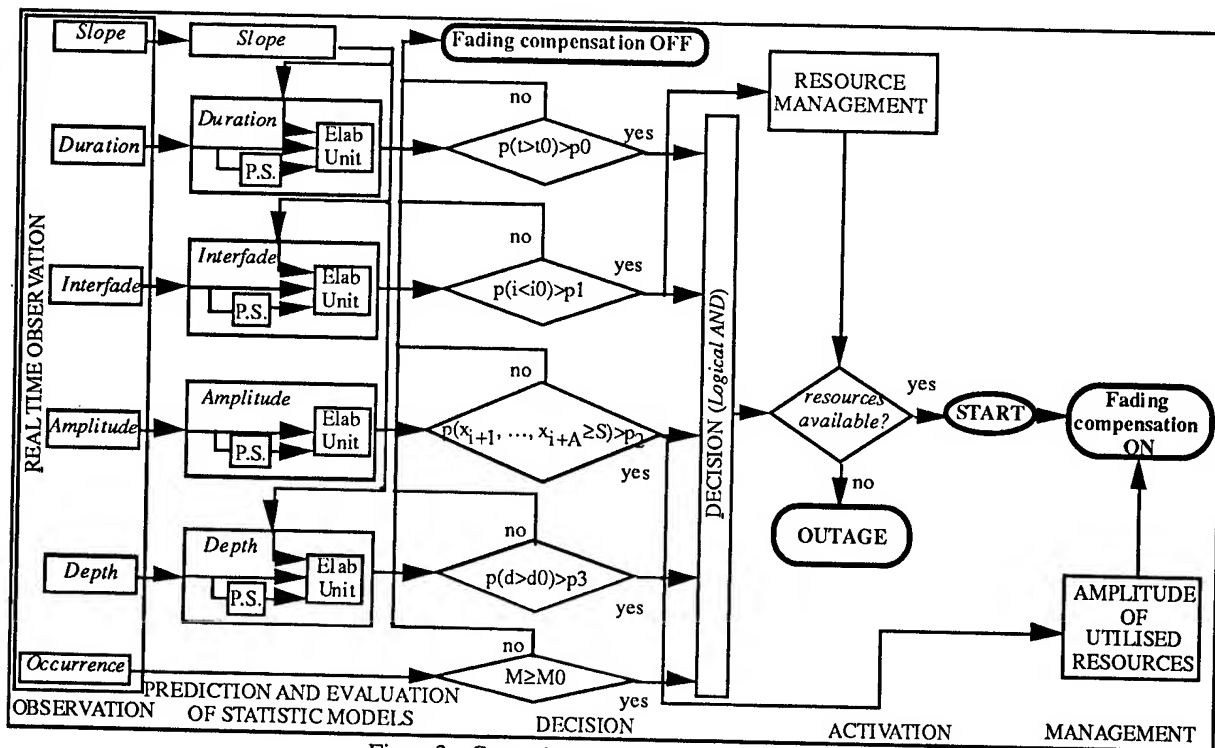 Slope
Slope
Fading compensation OFF
RESOURCE
MANAGEMENT
no
Duration
Duration
Elab
Unit
P.S.
p(t>t0)>p0
yes
no
Interfade
Interfade
Elab
Unit
P.S.
p(i<i0)>p1
yes
REAL TIME OBSERVATION
DECISION (Logical AND)
no
Amplitude
Amplitude
Elab
Unit
P.S.
p(x_{i+1}, ..., x_{i+A}≥S)>p_2
yes
resources
available?
yes
START
Fading
compensation
ON
no
OUTAGE
no
Depth
Depth
Elab
Unit
P.S.
p(d>d0)>p3
yes
AMPLITUDE
OF
UTILISED
RESOURCES
no
Occurrence
M≥M0
yes
OBSERVATION
PREDICTION AND EVALUATION
OF STATISTIC MODELS
DECISION
ACTIVATION
MANAGEMENT